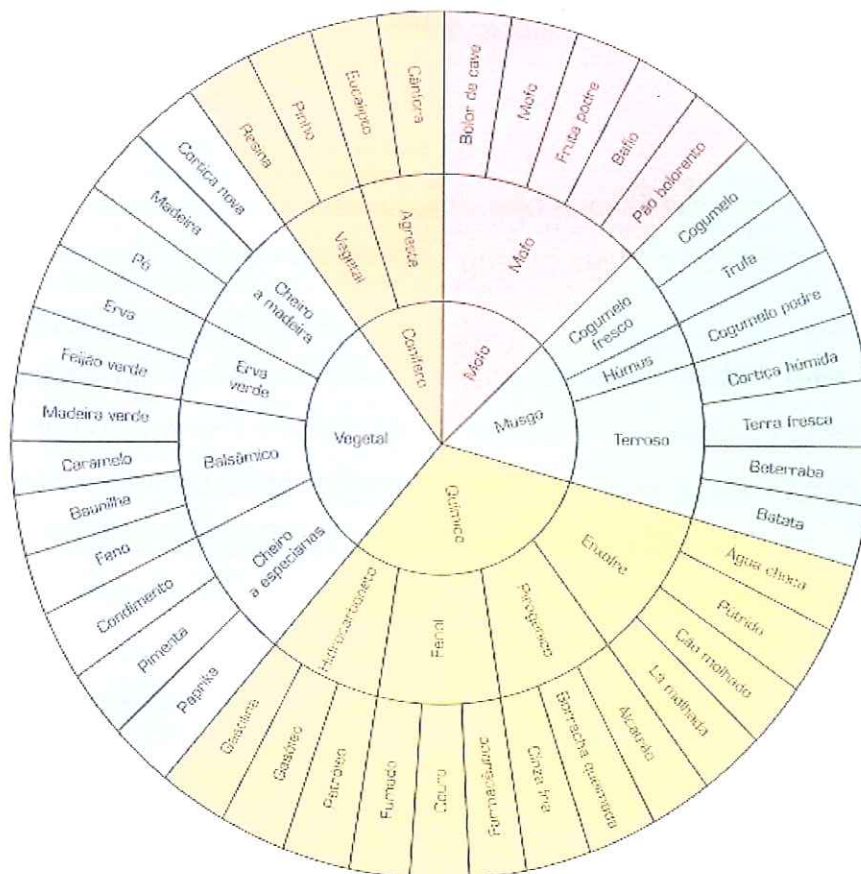 Mofo
Musgo
Químico
Vegetal
Conífero
Mofo
Cogumelo
fresco
Húmus
Terroso
Enxofre
Pirogénico
Fenol
Hidrocarboneto
Cheiro
a especiarias
Balsâmico
Erva
verde
Cheiro
a madeira
Vegetal
Agreste
Bolor de cave
Mofo
Fruta podre
Bafio
Pão bolorento
Cogumelo
Trufa
Cogumelo podre
Cortiça húmida
Terra fresca
Beterraba
Batata
Água choca
Pútrido
Cão molhado
Lã molhada
Alcatrão
Borracha queimada
Cinza fria
Couro
Fumado
Petróleo
Gasóleo
Gasolina
Paprika
Pimenta
Condimento
Feno
Baunilha
Caramelo
Madeira verde
Feijão verde
Erva
Pó
Madeira
Cortiça nova
Resina
Pinho
Eucalipto
Cânfora